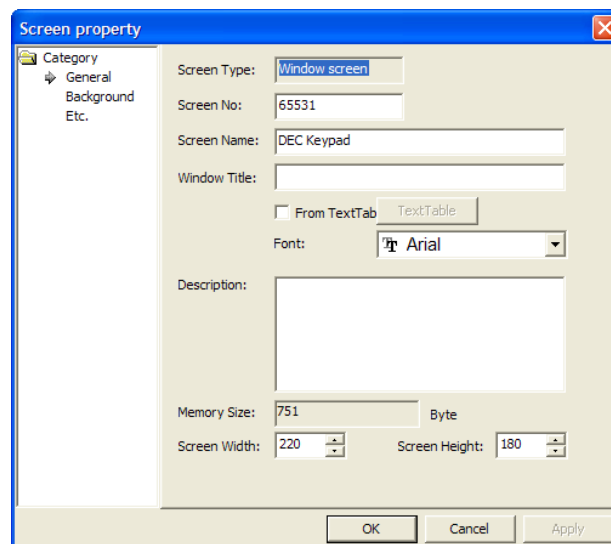 Screen property
Category
General
Background
Etc.
Screen Type: Window screen
Screen No: 65531
Screen Name: DEC Keypad
Window Title:
From TextTab TextTable
Font: Arial
Description:
Memory Size: 751 Byte
Screen Width: 220 Screen Height: 180
OK Cancel Apply